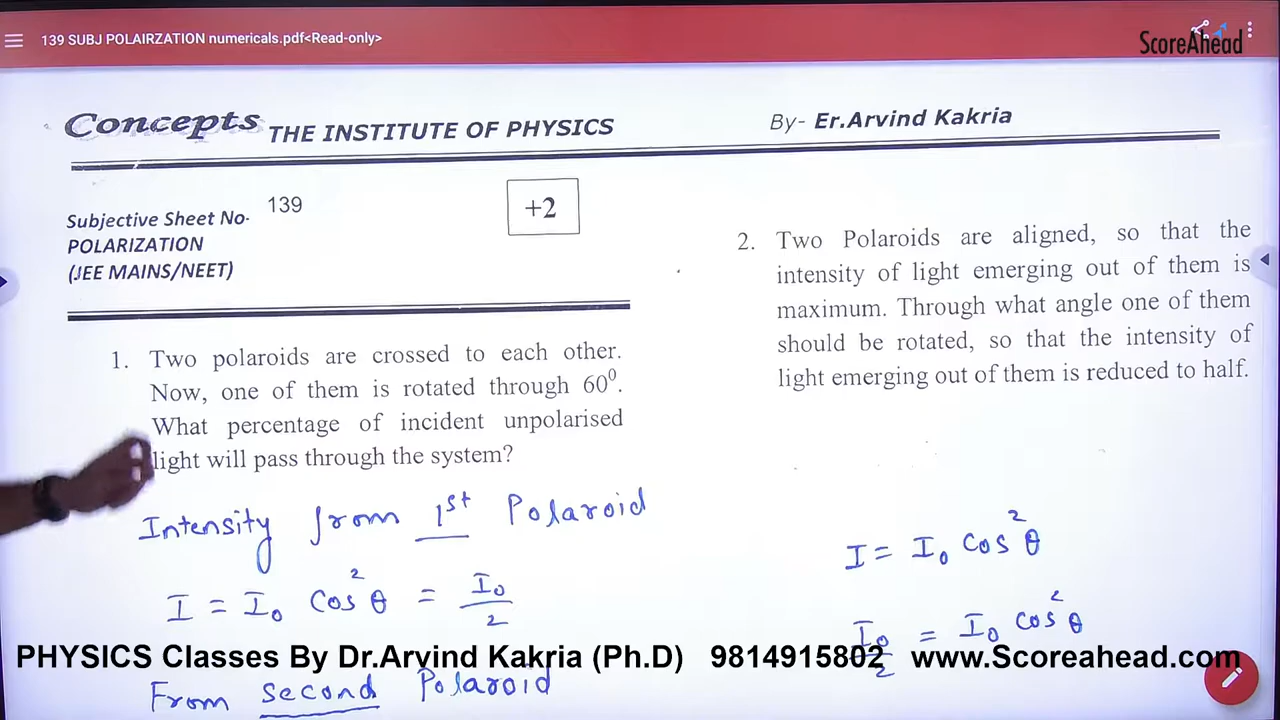 139 SUBJ POLAIRZATION numericals.pdf<Read-only>
ScoreAhead
Concepts THE INSTITUTE OF PHYSICS
By- Er.Arvind Kakria
Subjective Sheet No- 139
POLARIZATION
(JEE MAINS/NEET)
+2
1. Two polaroids are crossed to each other.
Now, one of them is rotated through 60⁰.
What percentage of incident unpolarised
light will pass through the system?
Intensity from 1st Polaroid
I = I₀ cos²θ = I₀/2
From second Polaroid
2. Two Polaroids are aligned, so that the
intensity of light emerging out of them is
maximum. Through what angle one of them
should be rotated, so that the intensity of
light emerging out of them is reduced to half.
I = I₀ cos²θ
I₀/2 = I₀ cos²θ
PHYSICS Classes By Dr.Arvind Kakria (Ph.D) 9814915802 www.Scoreahead.com